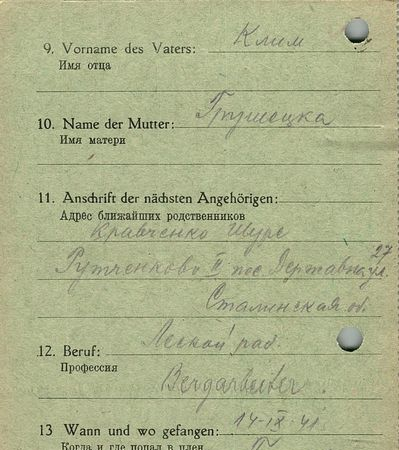 9. Vorname des Vaters: Клим
Имя отца
10. Name der Mutter: Грушецка
Имя матери
11. Anschrift der nächsten Angehörigen:
Адрес ближайших родственников
Кравченко Шуре
Рутченково II пос Державна ул. 27
Сталинская об.
12. Beruf: раб.
Профессия
Bergarbeiter.
13 Wann und wo gefangen: 14-IX-41
Когда и где попал в плен